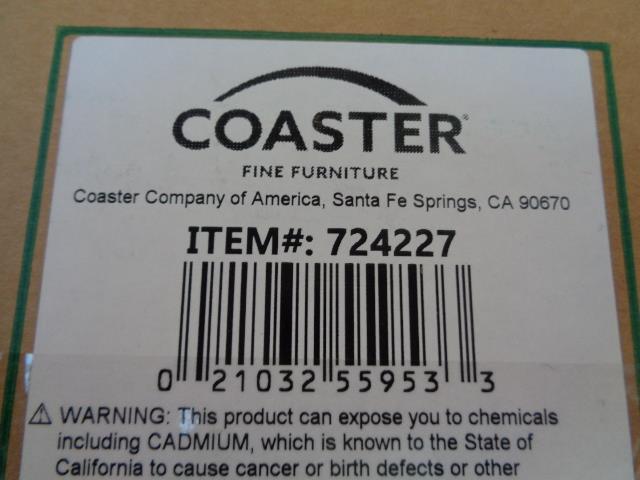 COASTER®
FINE FURNITURE
Coaster Company of America, Santa Fe Springs, CA 90670
ITEM#: 724227
0 21032 55953 3
⚠ WARNING: This product can expose you to chemicals
including CADMIUM, which is known to the State of
California to cause cancer or birth defects or other